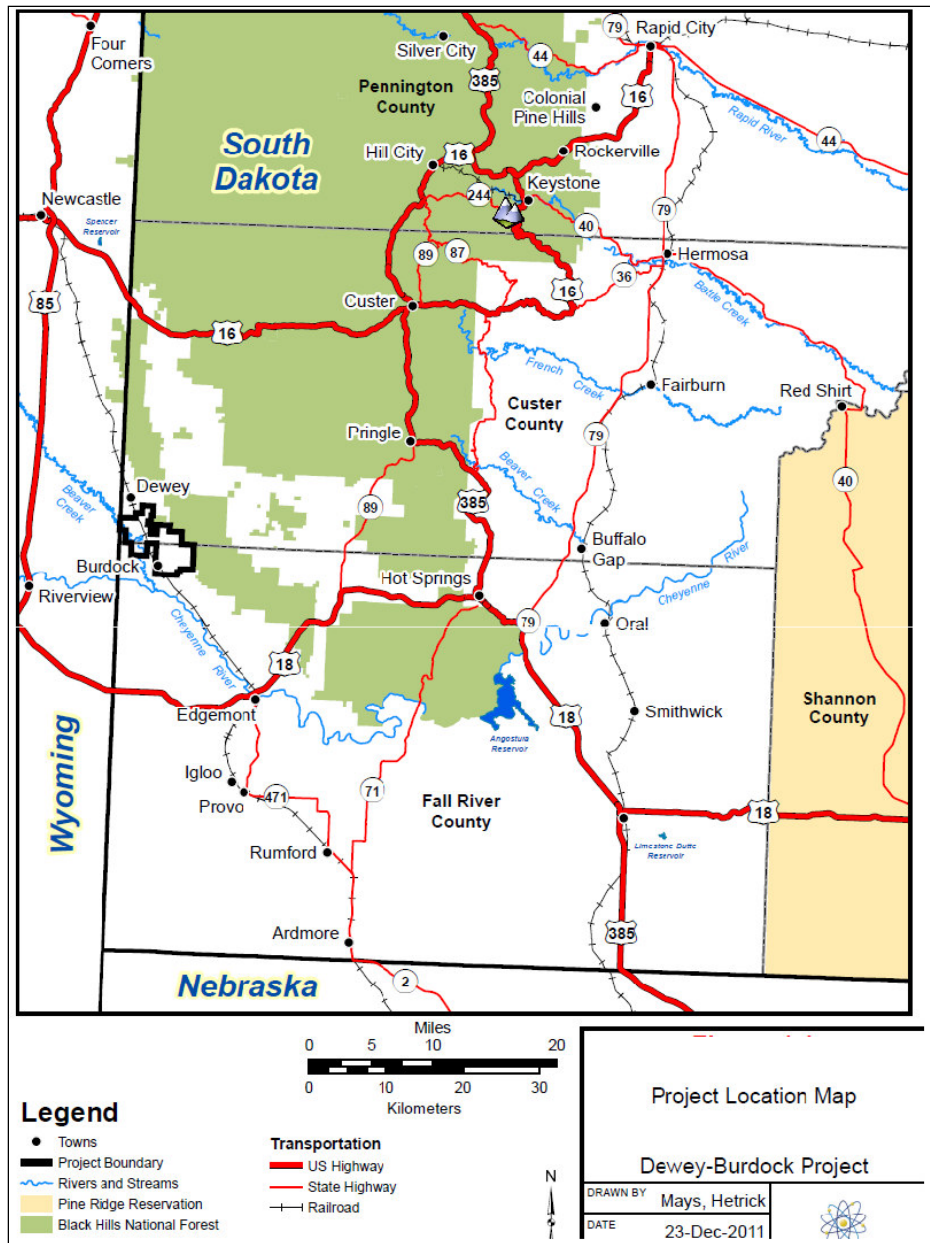 Four
Corners
Silver City
79
Rapid City
44
385
Pennington
County
16
Colonial
Pine Hills
Rapid River
44
South
Dakota
Hill City
16
Rockerville
Keystone
244
Newcastle
Spencer
Reservoir
40
79
89
87
Hermosa
85
36
16
Battle Creek
Custer
16
French Creek
Fairburn
Custer
County
Red Shirt
Pringle
79
40
Dewey
Beaver
Creek
89
385
Beaver Creek
Buffalo
Gap
Burdock
Hot Springs
Cheyenne
River
Riverview
Cheyenne
River
79
Oral
18
Edgemont
Angostura
Reservoir
18
Smithwick
Shannon
County
Wyoming
Igloo
Provo
471
71
Fall River
County
18
Rumford
Reservoir
Ardmore
385
Nebraska
2
Miles
0 5 10 20
0 10 20 30
Kilometers
Legend
Towns
Project Boundary
Rivers and Streams
Pine Ridge Reservation
Black Hills National Forest
Transportation
US Highway
State Highway
Railroad
N
Project Location Map
Dewey-Burdock Project
DRAWN BY Mays, Hetrick
DATE 23-Dec-2011